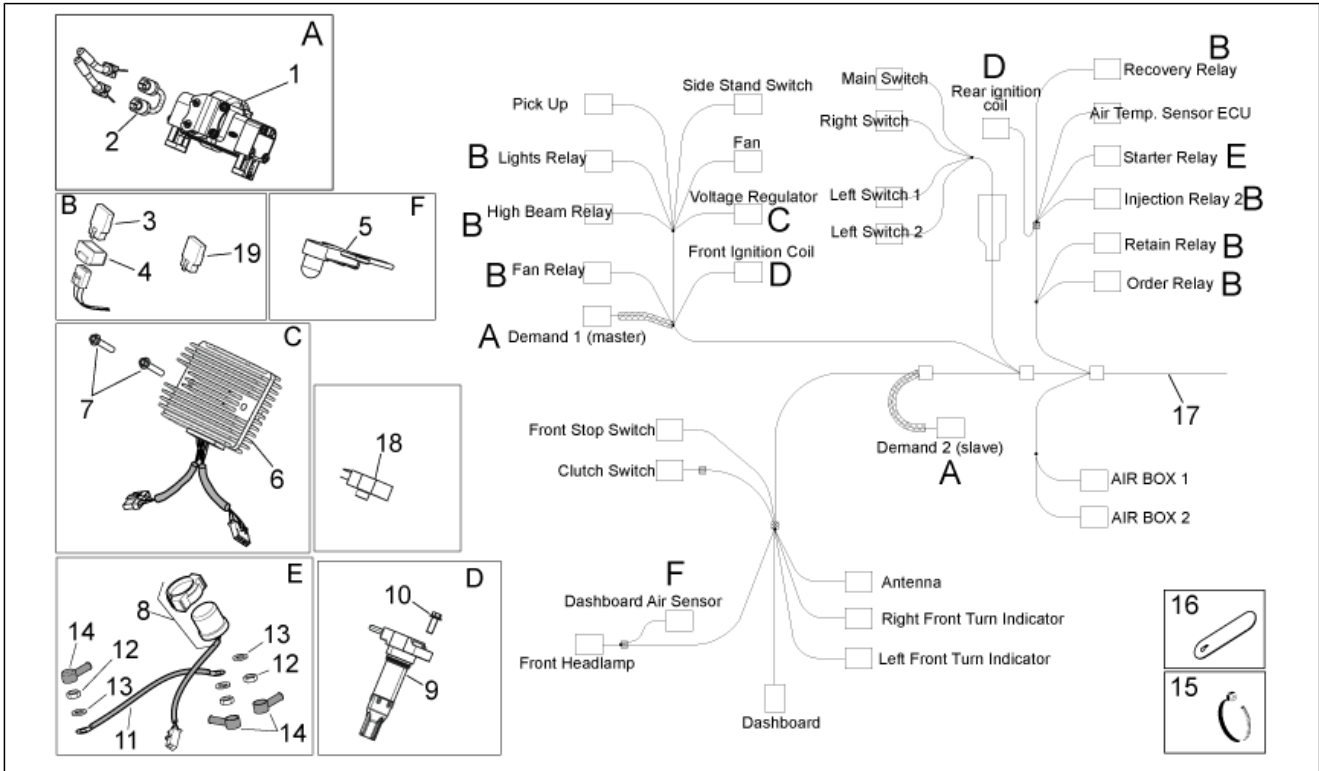 A
1
2
B
3
4
19
F
5
C
7
6
18
E
8
14
13
12
12
13
11
14
D
10
9
Pick Up
Side Stand Switch
B Lights Relay
Fan
B High Beam Relay
Voltage Regulator
C
B Fan Relay
Front Ignition Coil
D
A Demand 1 (master)
Main Switch
Right Switch
Left Switch 1
Left Switch 2
D
Rear ignition
coil
B
Recovery Relay
Air Temp. Sensor ECU
Starter Relay E
Injection Relay 2 B
Retain Relay B
Order Relay B
17
Demand 2 (slave)
A
AIR BOX 1
AIR BOX 2
Front Stop Switch
Clutch Switch
F
Dashboard Air Sensor
Front Headlamp
Antenna
Right Front Turn Indicator
Left Front Turn Indicator
Dashboard
16
15